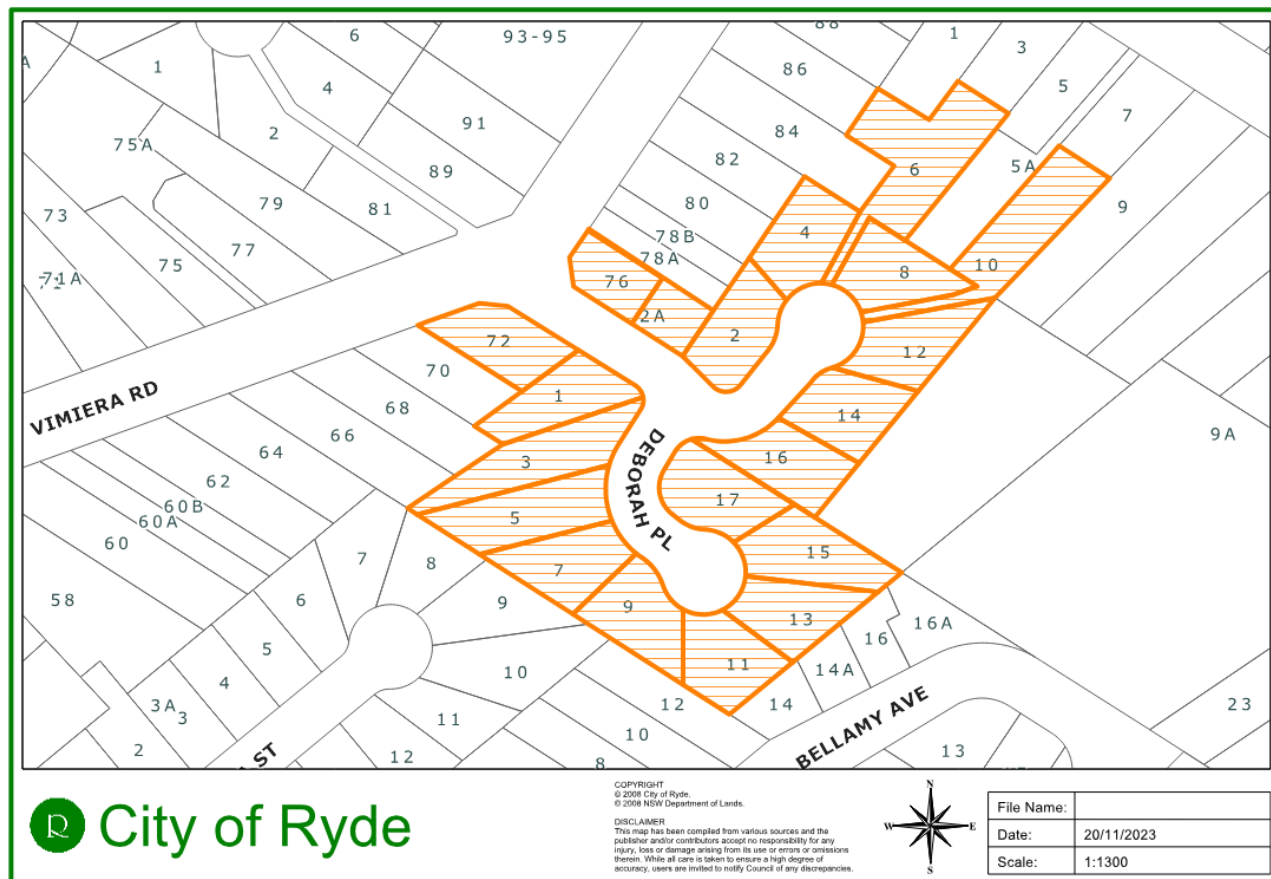 88
1
6
93-95
3
1
86
5
4
91
84
7
2
75A
6
82
5A
89
79
80
9
81
4
73
77
78B
78A
75
8
10
71A
76
2A
2
72
12
70
1
VIMIERA RD
68
14
66
9A
64
DEBORAH PL
16
3
62
17
60B
5
60A
60
15
7
8
7
58
6
9
9
13
16A
16
5
11
10
14A
4
3A
12
14
23
3
11
10
BELLAMY AVE
2
ST
12
8
13
City of Ryde
COPYRIGHT
© 2008 City of Ryde.
© 2008 NSW Department of Lands.
DISCLAIMER
This map has been compiled from various sources and the
publisher and/or contributors accept no responsibility for any
injury, loss or damage arising from its use or errors or omissions
therein. While all care is taken to ensure a high degree of
accuracy, users are invited to notify Council of any discrepancies.
N
W
E
S
File Name:
Date: 20/11/2023
Scale: 1:1300